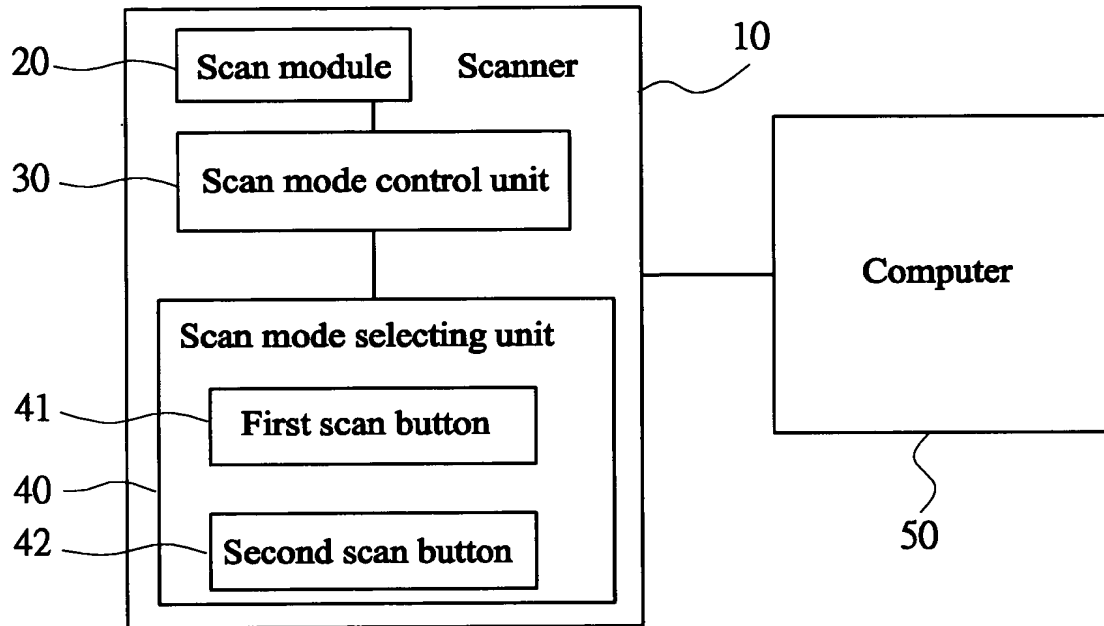 10
20
Scan module
Scanner
30
Scan mode control unit
Computer
Scan mode selecting unit
41
First scan button
40
42
Second scan button
50